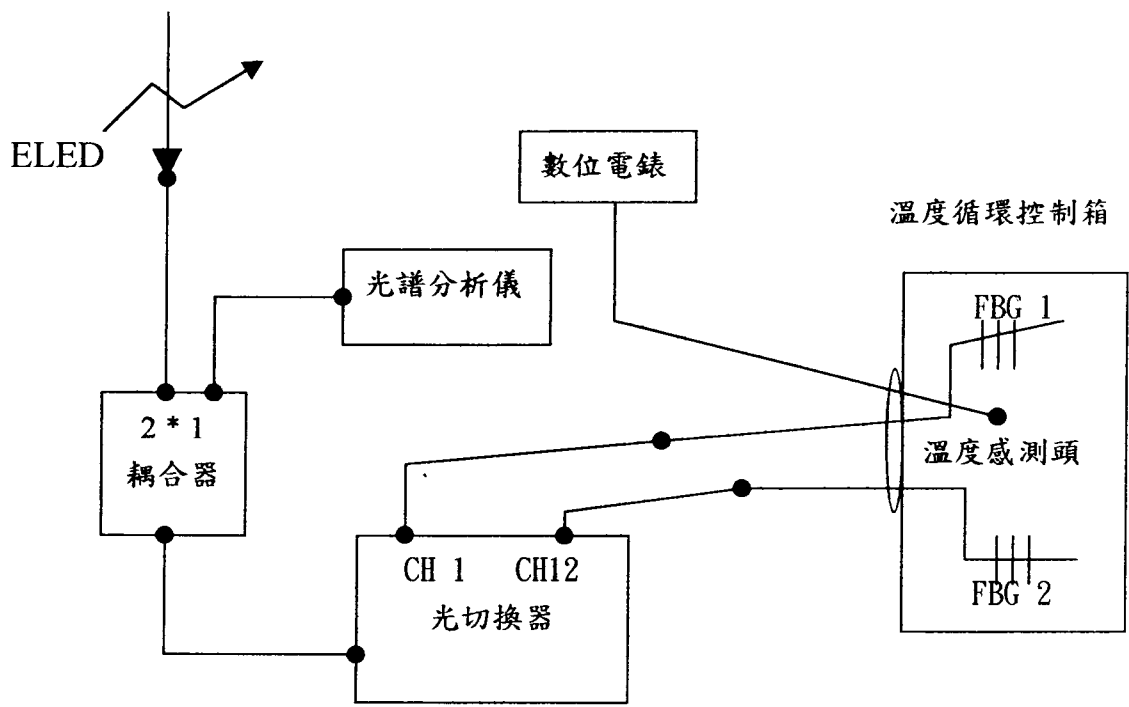 ELED
數位電錶
溫度循環控制箱
光譜分析儀
FBG 1
2 * 1
耦合器
溫度感測頭
CH 1 CH12
光切換器
FBG 2